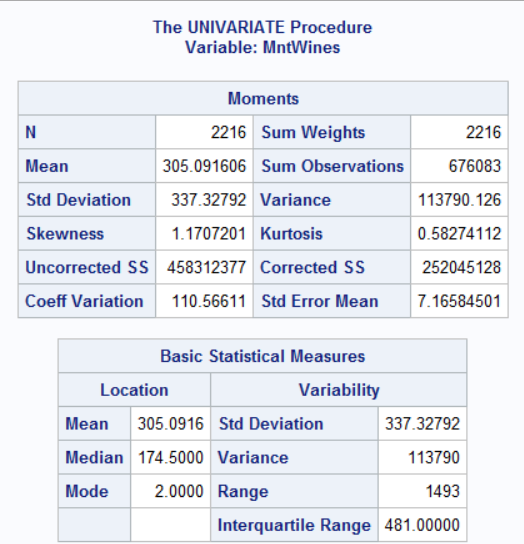 The UNIVARIATE Procedure
Variable: MntWines
Moments
N 2216 Sum Weights 2216
Mean 305.091606 Sum Observations 676083
Std Deviation 337.32792 Variance 113790.126
Skewness 1.1707201 Kurtosis 0.58274112
Uncorrected SS 458312377 Corrected SS 252045128
Coeff Variation 110.56611 Std Error Mean 7.16584501
Basic Statistical Measures
Location Variability
Mean 305.0916 Std Deviation 337.32792
Median 174.5000 Variance 113790
Mode 2.0000 Range 1493
Interquartile Range 481.00000